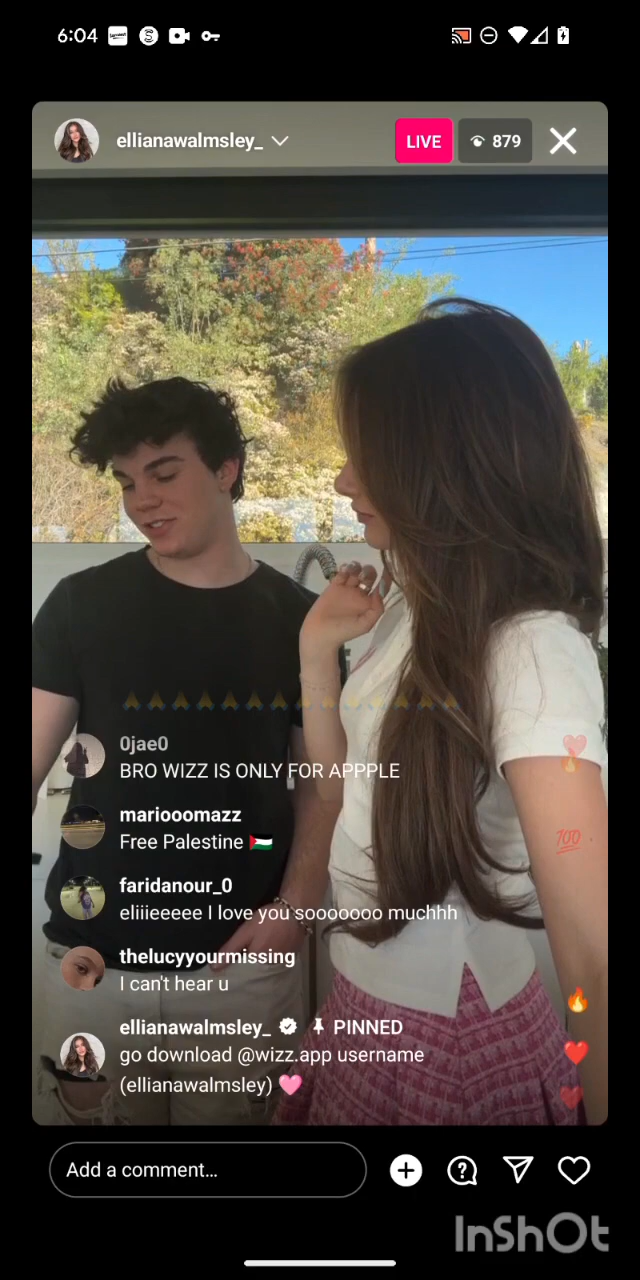 6:04
ellianawalmsley_
LIVE
879
0jae0
BRO WIZZ IS ONLY FOR APPPLE
mariooomazz
Free Palestine 🇵🇸
faridanour_0
eliiieeeee I love you sooooooo muchhh
thelucyyourmissing
I can't hear u
ellianawalmsley_ PINNED
go download @wizz.app username
(ellianawalmsley) 🩷
100
Add a comment...
InShOt